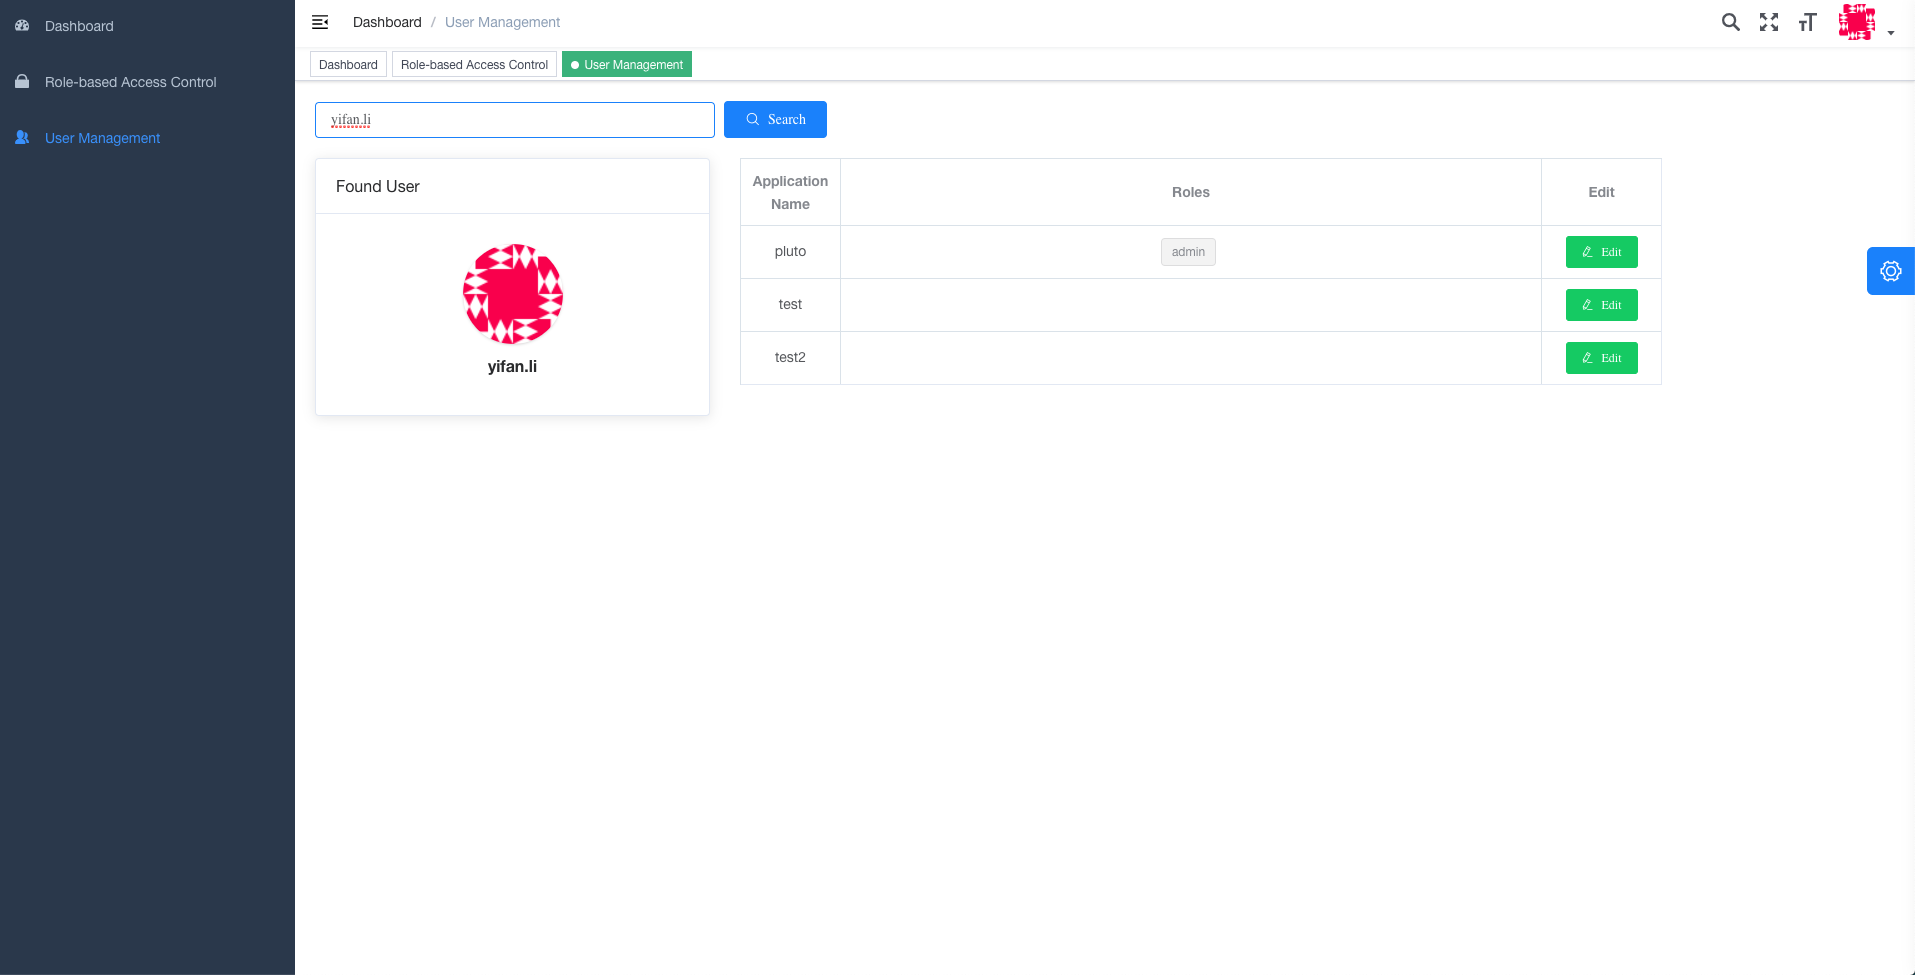 Dashboard
Role-based Access Control
User Management
Dashboard / User Management
Dashboard
Role-based Access Control
User Management
yifan.li
Search
Found User
yifan.li
Application Name
Roles
Edit
pluto
admin
Edit
test
Edit
test2
Edit